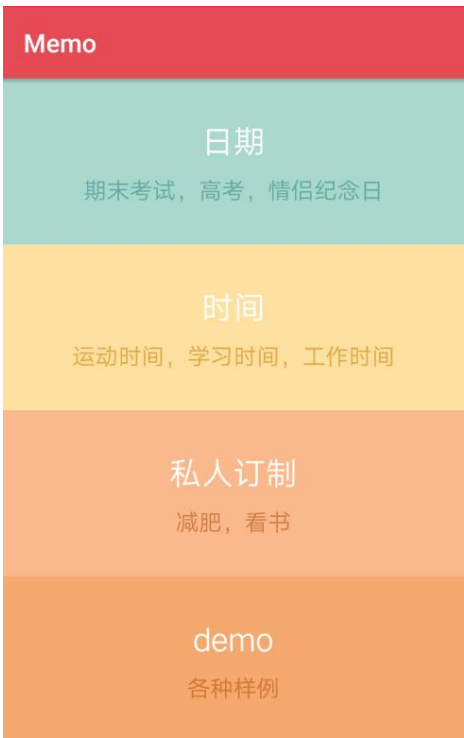 Memo
日期
期末考试，高考，情侣纪念日
时间
运动时间，学习时间，工作时间
私人订制
减肥，看书
demo
各种样例